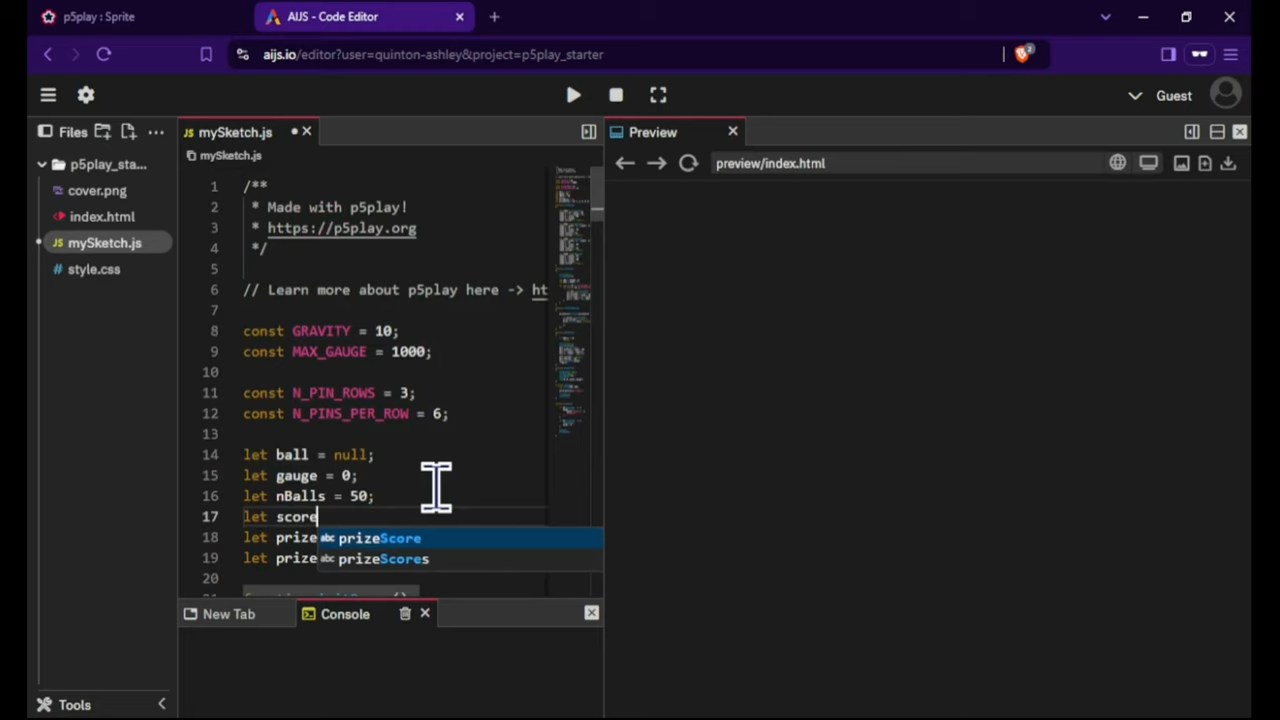 p5play : Sprite
AIJS - Code Editor
aijs.io/editor?user=quinton-ashley&project=p5play_starter
2
Guest
Files
mySketch.js
Preview
mySketch.js
preview/index.html
p5play_sta...
cover.png
index.html
mySketch.js
style.css
1 /**
2 * Made with p5play!
3 * https://p5play.org
4 */
5
6 // Learn more about p5play here -> ht
7
8 const GRAVITY = 10;
9 const MAX_GAUGE = 1000;
10
11 const N_PIN_ROWS = 3;
12 const N_PINS_PER_ROW = 6;
13
14 let ball = null;
15 let gauge = 0;
16 let nBalls = 50;
17 let score
18 let prize
abc prizeScore
19 let prize
abc prizeScores
20
New Tab
Console
Tools